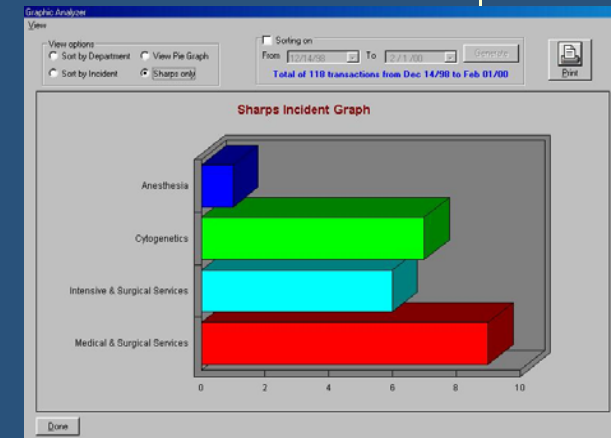 Graphic Analyzer
View
View options
Sort by Department
View Pie Graph
Sort by Incident
Sharps only
Sorting on
From 12/14/98 To 2/1/00 Generate
Total of 118 transactions from Dec 14/98 to Feb 01/00
Print
Sharps Incident Graph
Anesthesia
Cytogenetics
Intensive & Surgical Services
Medical & Surgical Services
0 2 4 6 8 10
Done